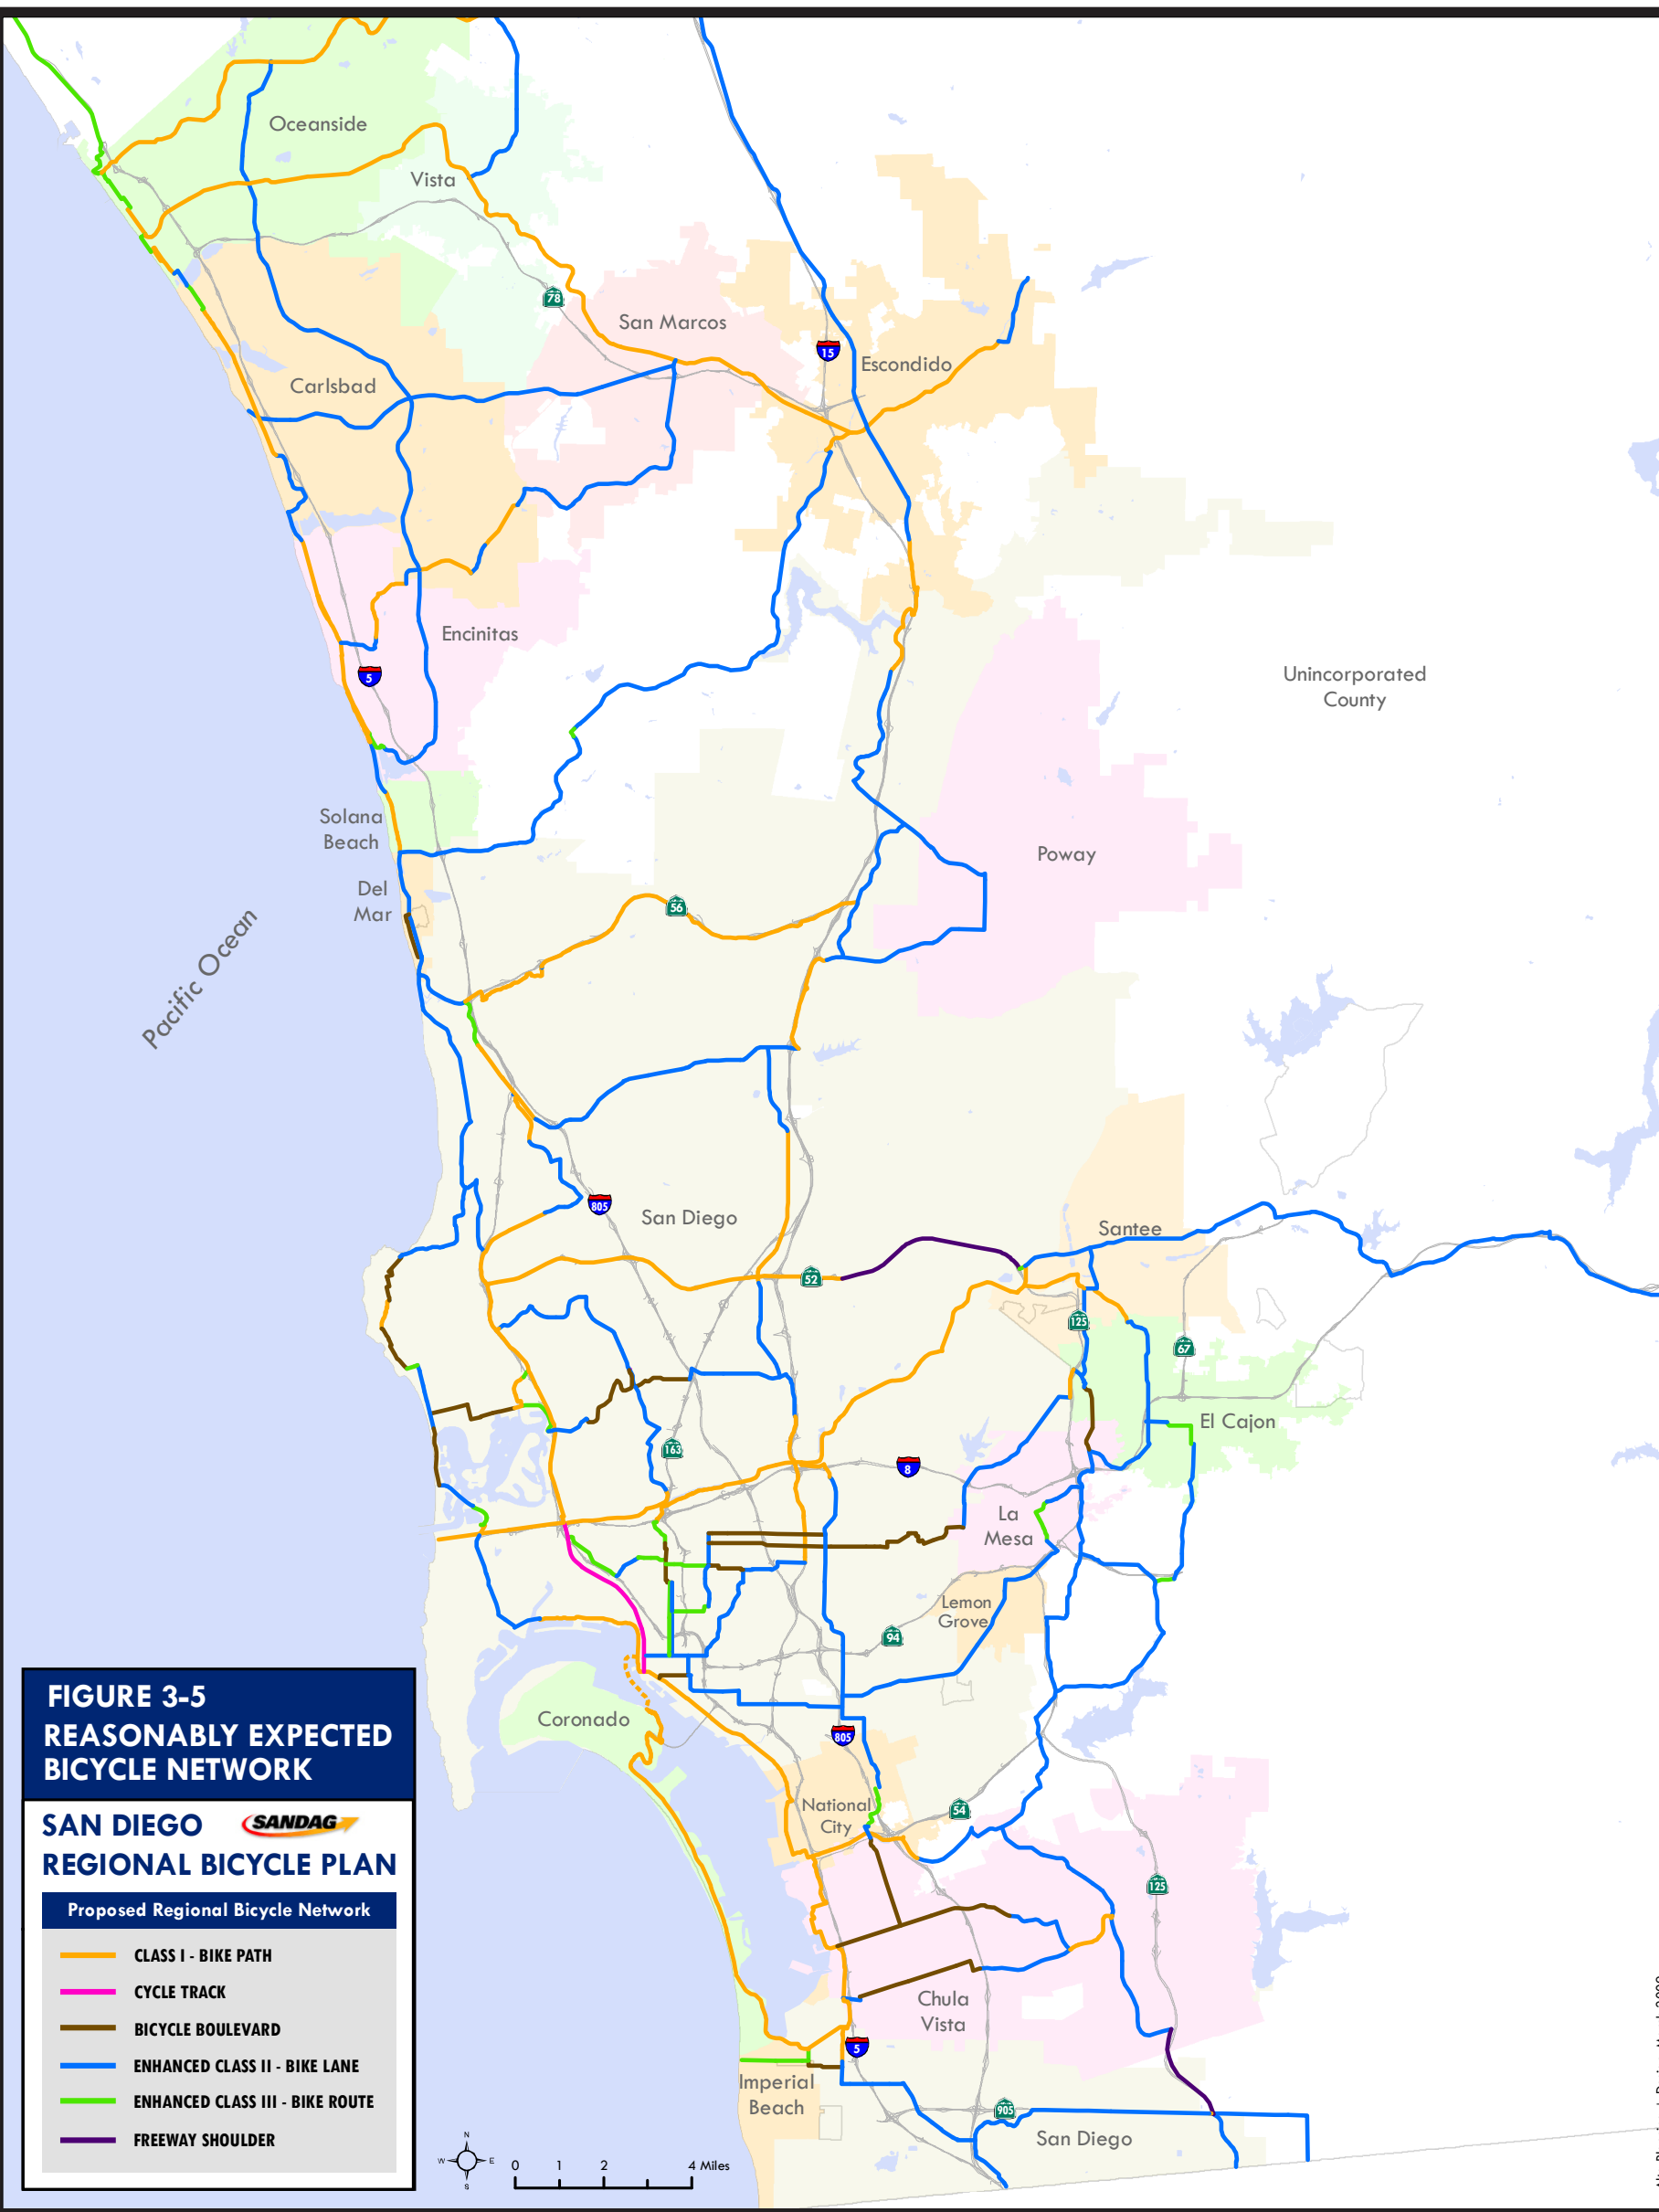 Oceanside
Vista
78
San Marcos
15
Escondido
Carlsbad
Encinitas
5
Unincorporated
County
Solana
Beach
Poway
Del
Mar
56
Pacific Ocean
805
San Diego
Santee
52
125
67
El Cajon
163
8
La
Mesa
Lemon
Grove
94
Coronado
805
National
City
54
125
Chula
Vista
5
Imperial
Beach
905
San Diego
FIGURE 3-5
REASONABLY EXPECTED
BICYCLE NETWORK
SAN DIEGO SANDAG
REGIONAL BICYCLE PLAN
Proposed Regional Bicycle Network
CLASS I - BIKE PATH
CYCLE TRACK
BICYCLE BOULEVARD
ENHANCED CLASS II - BIKE LANE
ENHANCED CLASS III - BIKE ROUTE
FREEWAY SHOULDER
N
W E
S
0 1 2 4 Miles